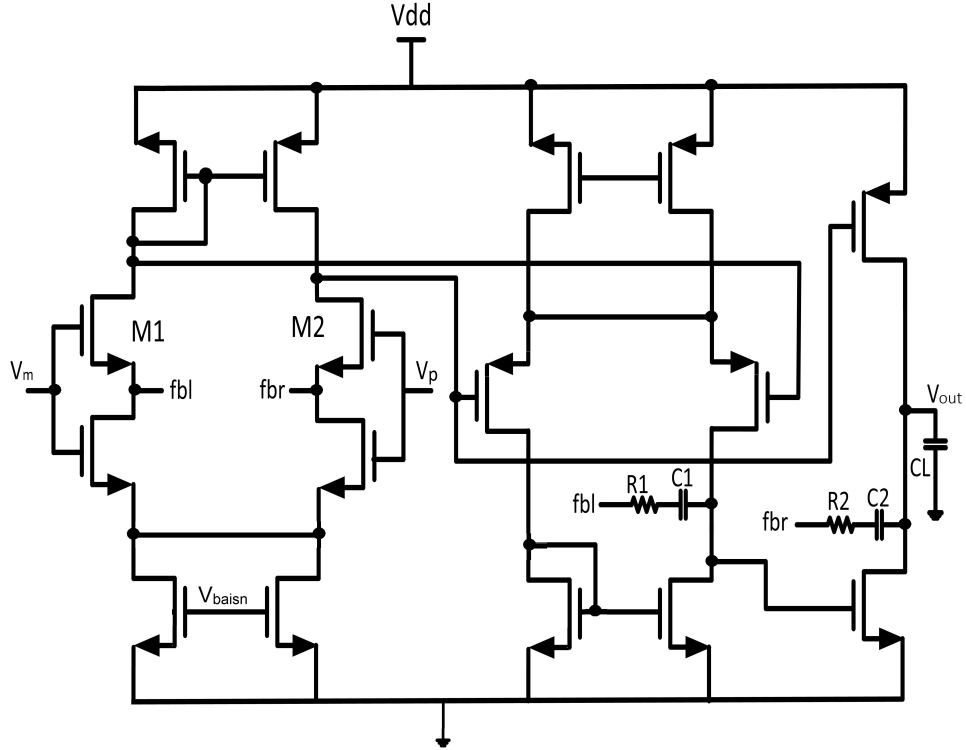 Vdd
M1
M2
Vm
fbl
fbr
Vp
Vout
CL
fbl
R1
C1
fbr
R2
C2
Vbaisn